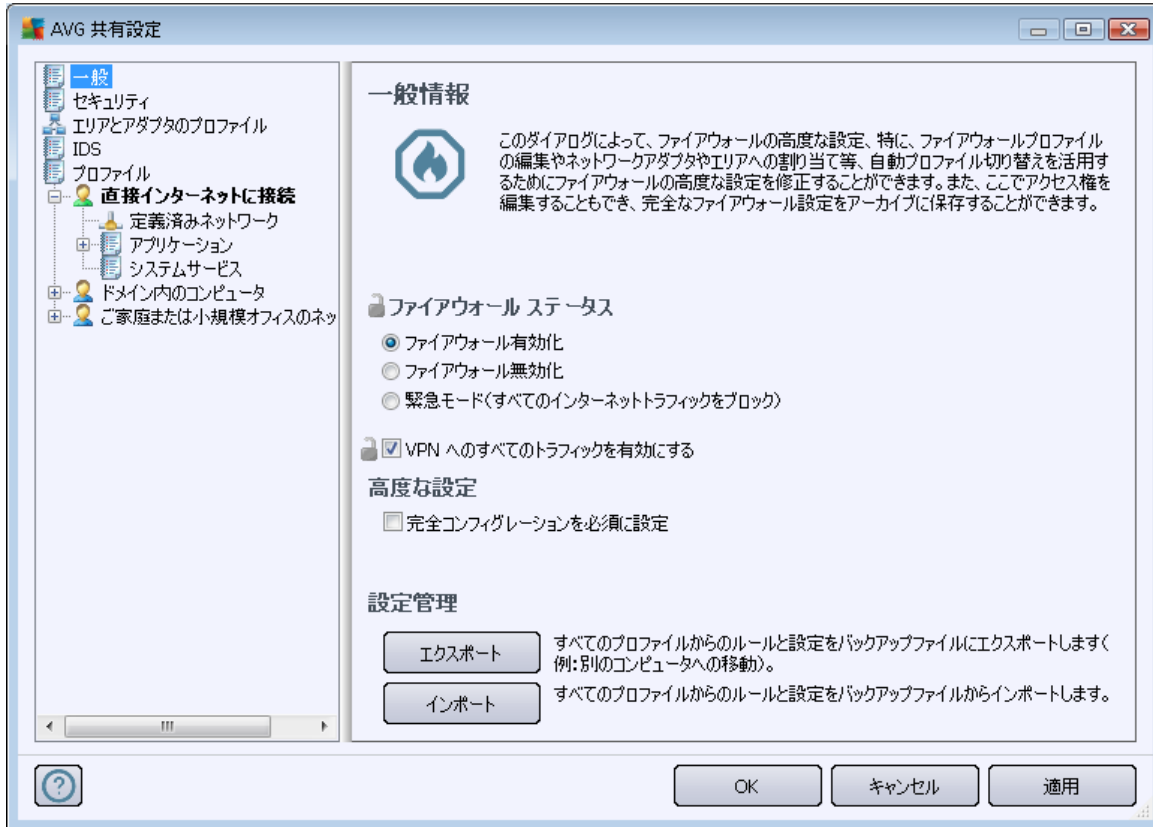 AVG 共有設定
一般
セキュリティ
エリアとアダプタのプロファイル
IDS
プロファイル
直接インターネットに接続
定義済みネットワーク
アプリケーション
システムサービス
ドメイン内のコンピュータ
ご家庭または小規模オフィスのネッ
一般情報
このダイアログによって、ファイアウォールの高度な設定、特に、ファイアウォールプロファイル
の編集やネットワークアダプタやエリアへの割り当て等、自動プロファイル切り替えを活用す
るためにファイアウォールの高度な設定を修正することができます。また、ここでアクセス権を
編集することもでき、完全なファイアウォール設定をアーカイブに保存することができます。
ファイアウォール ステータス
ファイアウォール有効化
ファイアウォール無効化
緊急モード(すべてのインターネットトラフィックをブロック)
VPN へのすべてのトラフィックを有効にする
高度な設定
完全コンフィグレーションを必須に設定
設定管理
エクスポート
すべてのプロファイルからのルールと設定をバックアップファイルにエクスポートします(
例:別のコンピュータへの移動)。
インポート
すべてのプロファイルからのルールと設定をバックアップファイルからインポートします。
?
OK
キャンセル
適用